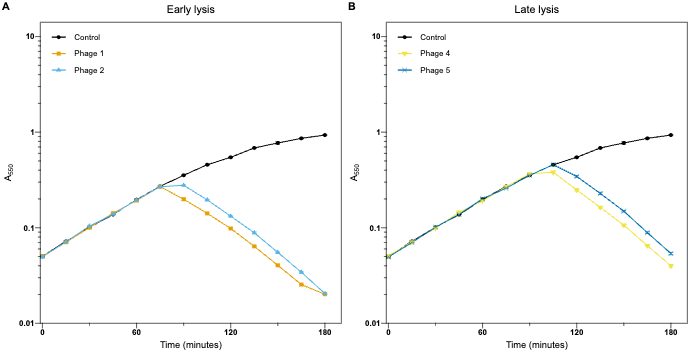 A
Early lysis
Control
Phage 1
Phage 2
10
1
0.1
0.01
A550
0
60
120
180
Time (minutes)
B
Late lysis
Control
Phage 4
Phage 5
10
1
0.1
0.01
A550
0
60
120
180
Time (minutes)